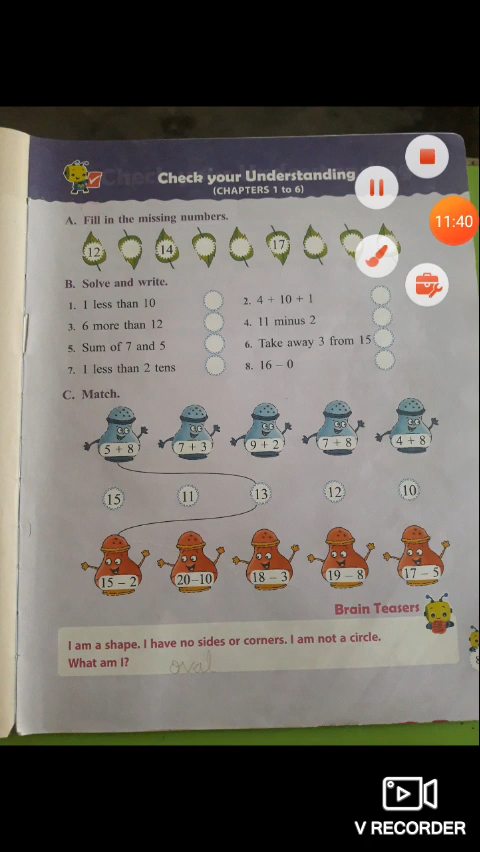 Check your Understanding
(CHAPTERS 1 to 6)
11:40
A. Fill in the missing numbers.
12 14 17
B. Solve and write.
1. 1 less than 10 2. 4 + 10 + 1
3. 6 more than 12 4. 11 minus 2
5. Sum of 7 and 5 6. Take away 3 from 15
7. 1 less than 2 tens 8. 16 – 0
C. Match.
5 + 8 7 + 3 9 + 2 7 + 8 4 + 8
15 11 13 12 10
15 – 2 20–10 18 – 3 19 – 8 17 – 5
Brain Teasers
I am a shape. I have no sides or corners. I am not a circle.
What am I? oval
V RECORDER